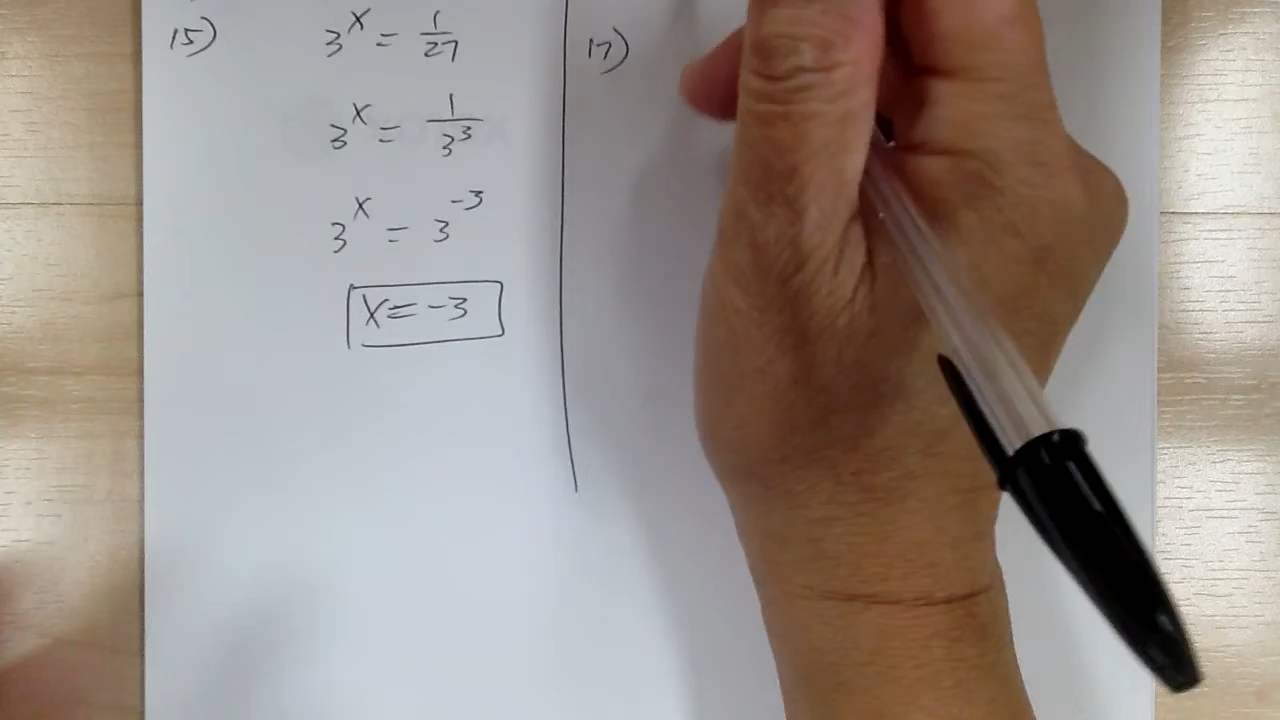 15) 3^x = 1/27
3^x = 1/3^3
3^x = 3^-3
x = -3
17)